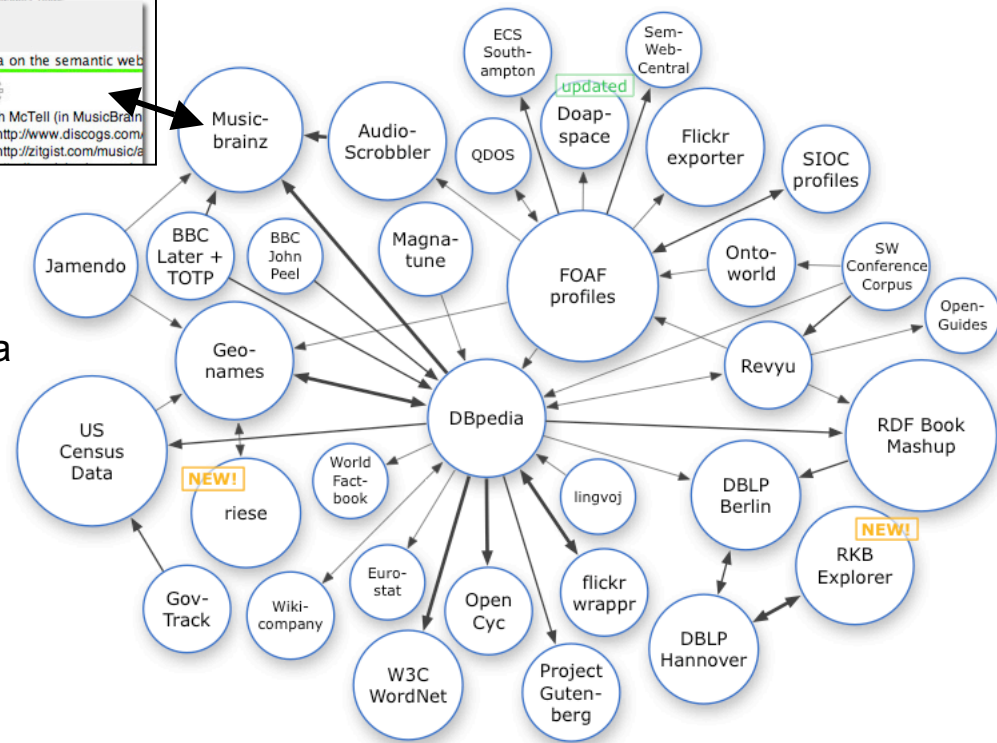 a on the semantic web
McTell (in MusicBrain
http://www.discogs.com/
http://zitgist.com/music/a
a
ECS
South-
ampton
Sem-
Web-
Central
updated
Doap-
space
Music-
brainz
Audio-
Scrobbler
QDOS
Flickr
exporter
SIOC
profiles
Jamendo
BBC
Later +
TOTP
BBC
John
Peel
Magna-
tune
FOAF
profiles
Onto-
world
SW
Conference
Corpus
Open-
Guides
Geo-
names
Revyu
DBpedia
RDF Book
Mashup
US
Census
Data
World
Fact-
book
lingvoj
DBLP
Berlin
NEW!
riese
NEW!
RKB
Explorer
Gov-
Track
Wiki-
company
Euro-
stat
Open
Cyc
flickr
wrappr
DBLP
Hannover
W3C
WordNet
Project
Guten-
berg